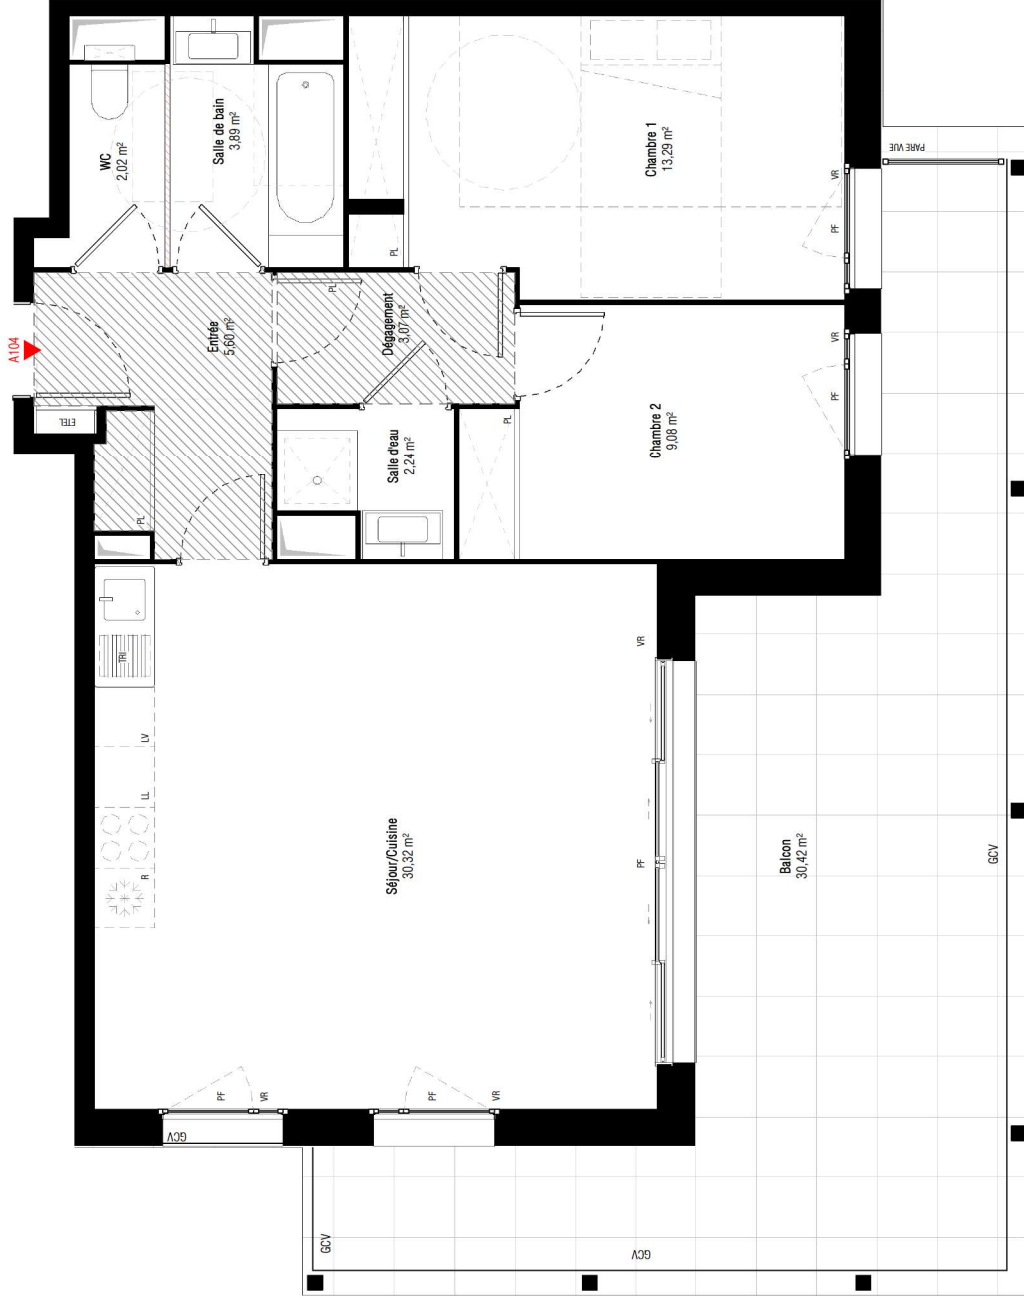 PARE VUE
WC
2,02 m²
Salle de bain
3,89 m²
Chambre 1
13,29 m²
VR
PF
PL
PL
A104
Entrée
5,60 m²
Dégagement
3,07 m²
VR
PF
ETEL
PL
Salle d'eau
2,24 m²
PL
Chambre 2
9,08 m²
TRI
LV
LL
R
Séjour/Cuisine
30,32 m²
VR
PF
Balcon
30,42 m²
GCV
PF
VR
PF
VR
GCV
GCV
GCV